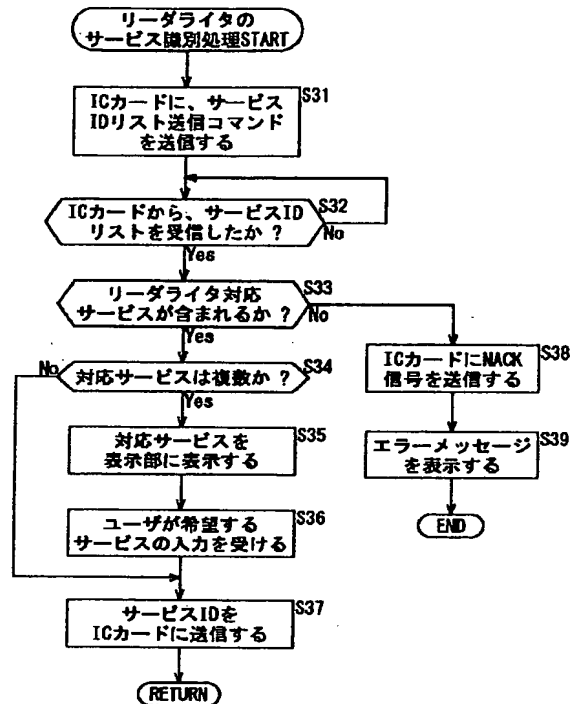 リーダライタの
サービス識別処理START
ICカードに、サービス
IDリスト送信コマンド
を送信する
S31
ICカードから、サービスID
リストを受信したか ?
S32
No
Yes
リーダライタ対応
サービスが含まれるか ?
S33
No
Yes
対応サービスは複数か ?
S34
No
Yes
対応サービスを
表示部に表示する
S35
ユーザが希望する
サービスの入力を受ける
S36
サービスIDを
ICカードに送信する
S37
RETURN
ICカードにNACK
信号を送信する
S38
エラーメッセージ
を表示する
S39
END